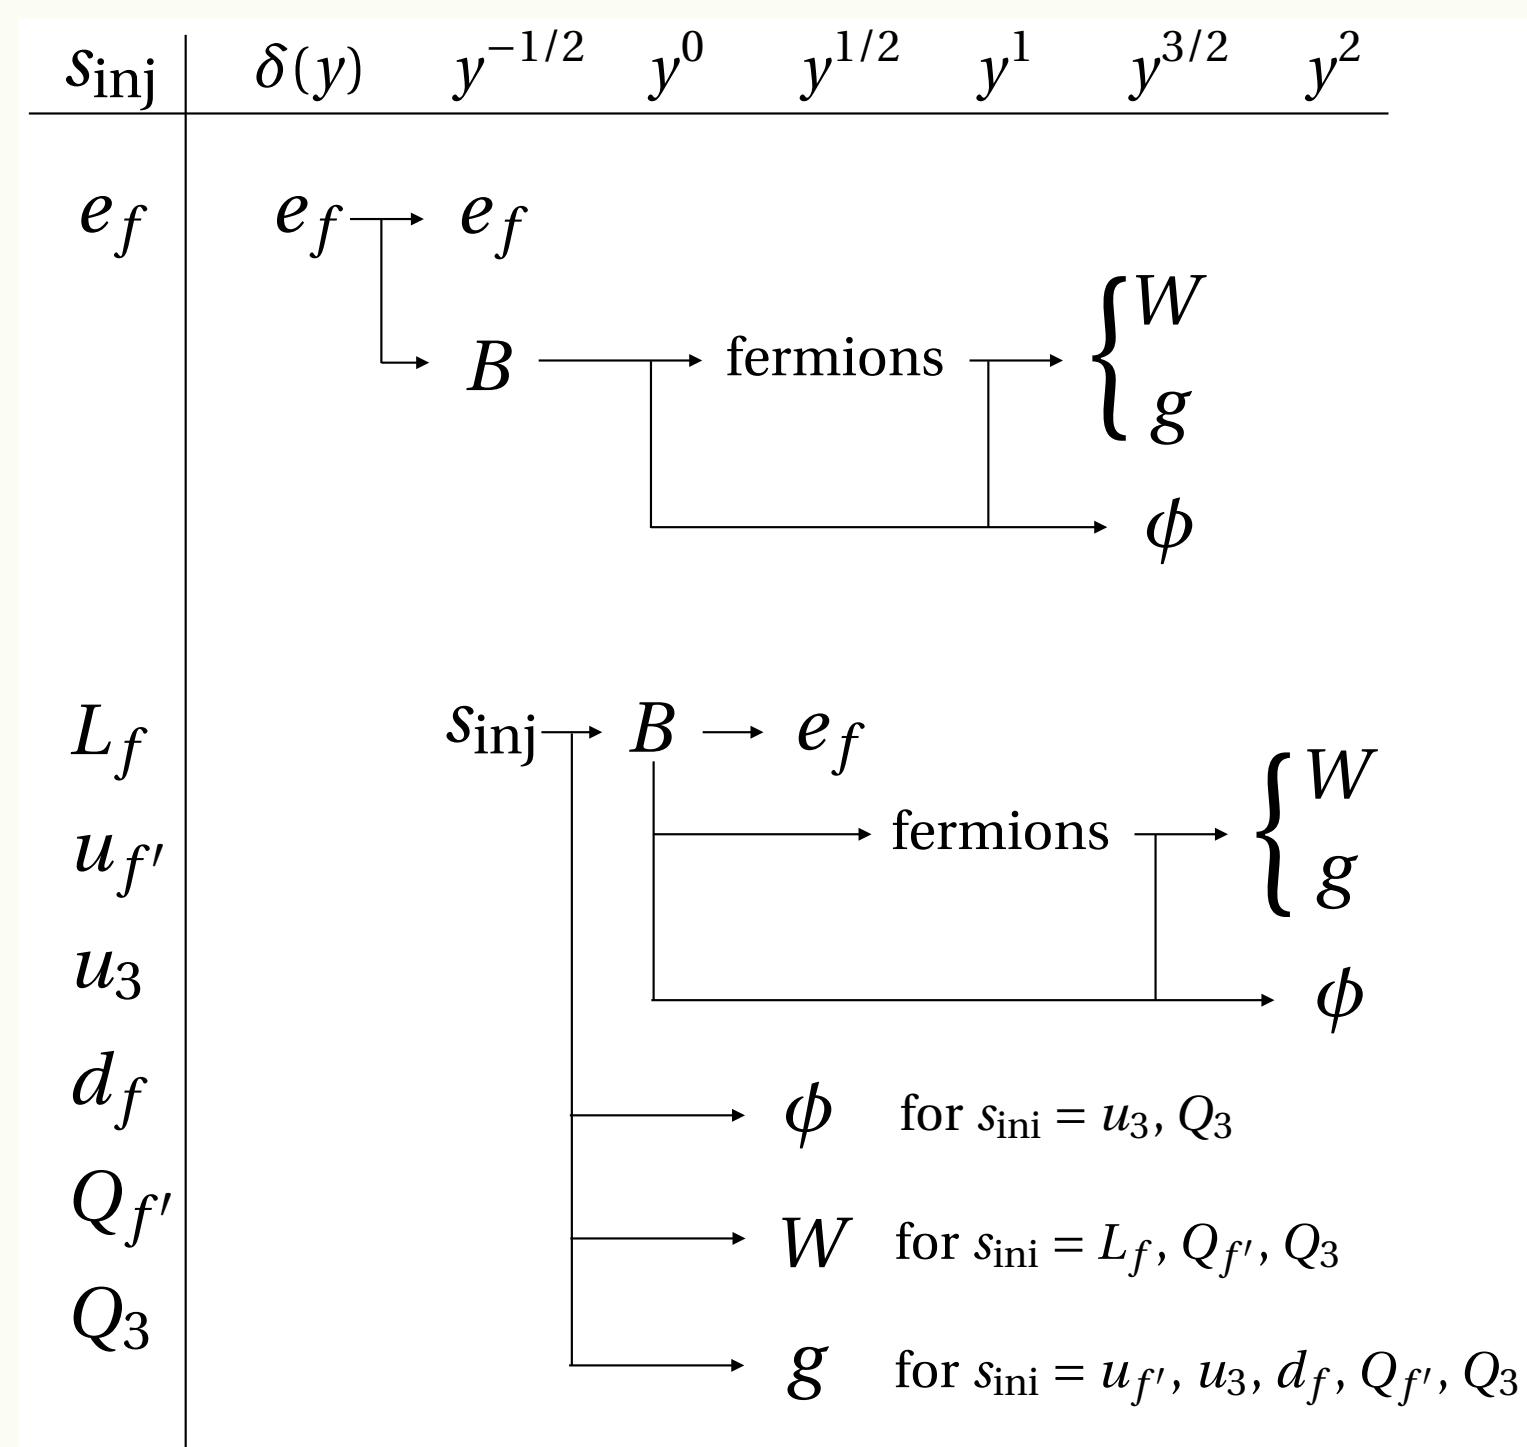 s_inj δ(y) y^{-1/2} y^0 y^{1/2} y^1 y^{3/2} y^2
e_f e_f e_f
W
B fermions {
g
ϕ
L_f s_inj B e_f
W
u_{f'} fermions {
g
u_3 ϕ
d_f ϕ for s_ini = u_3, Q_3
Q_{f'} W for s_ini = L_f, Q_{f'}, Q_3
Q_3 g for s_ini = u_{f'}, u_3, d_f, Q_{f'}, Q_3